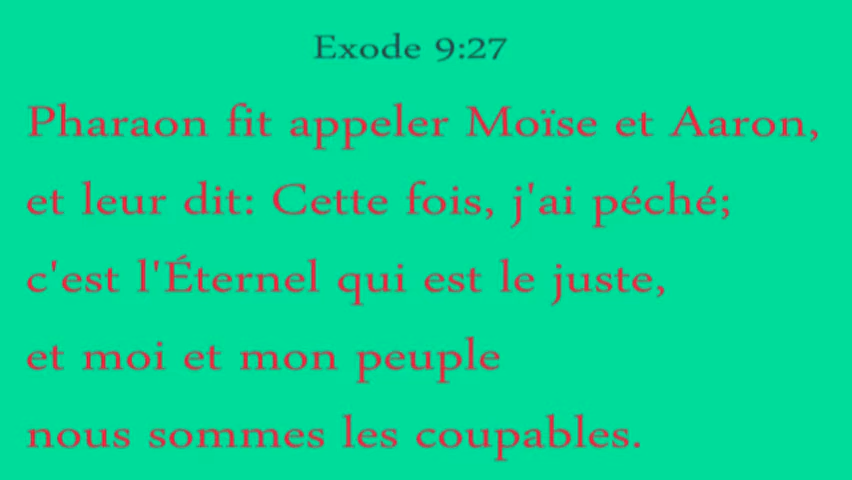 Exode 9:27
Pharaon fit appeler Moïse et Aaron,
et leur dit: Cette fois, j'ai péché;
c'est l'Éternel qui est le juste,
et moi et mon peuple
nous sommes les coupables.